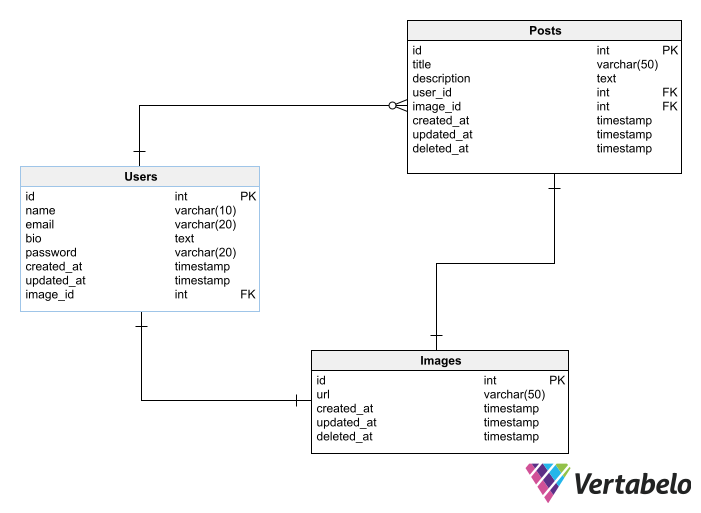 Posts
id int PK
title varchar(50)
description text
user_id int FK
image_id int FK
created_at timestamp
updated_at timestamp
deleted_at timestamp
Users
id int PK
name varchar(10)
email varchar(20)
bio text
password varchar(20)
created_at timestamp
updated_at timestamp
image_id int FK
Images
id int PK
url varchar(50)
created_at timestamp
updated_at timestamp
deleted_at timestamp
Vertabelo